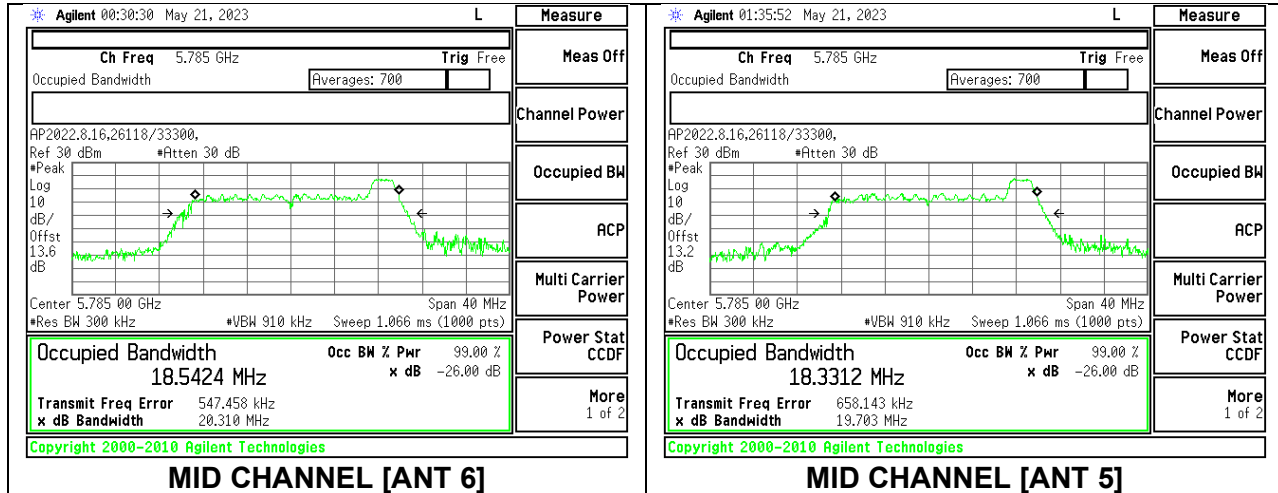 Agilent 00:30:30 May 21, 2023 L
Measure
Ch Freq 5.785 GHz Trig Free
Occupied Bandwidth Averages: 700
AP2022.8.16,26118/33300,
Ref 30 dBm #Atten 30 dB
#Peak
Log
10
dB/
Offst
13.6
dB
Center 5.785 00 GHz Span 40 MHz
#Res BW 300 kHz #VBW 910 kHz Sweep 1.066 ms (1000 pts)
Occupied Bandwidth Occ BW % Pwr 99.00 %
18.5424 MHz x dB -26.00 dB
Transmit Freq Error 547.458 kHz
x dB Bandwidth 20.310 MHz
Copyright 2000-2010 Agilent Technologies
Meas Off
Channel Power
Occupied BW
ACP
Multi Carrier
Power
Power Stat
CCDF
More
1 of 2
MID CHANNEL [ANT 6]
Agilent 01:35:52 May 21, 2023 L
Measure
Ch Freq 5.785 GHz Trig Free
Occupied Bandwidth Averages: 700
AP2022.8.16,26118/33300,
Ref 30 dBm #Atten 30 dB
#Peak
Log
10
dB/
Offst
13.2
dB
Center 5.785 00 GHz Span 40 MHz
#Res BW 300 kHz #VBW 910 kHz Sweep 1.066 ms (1000 pts)
Occupied Bandwidth Occ BW % Pwr 99.00 %
18.3312 MHz x dB -26.00 dB
Transmit Freq Error 658.143 kHz
x dB Bandwidth 19.703 MHz
Copyright 2000-2010 Agilent Technologies
Meas Off
Channel Power
Occupied BW
ACP
Multi Carrier
Power
Power Stat
CCDF
More
1 of 2
MID CHANNEL [ANT 5]